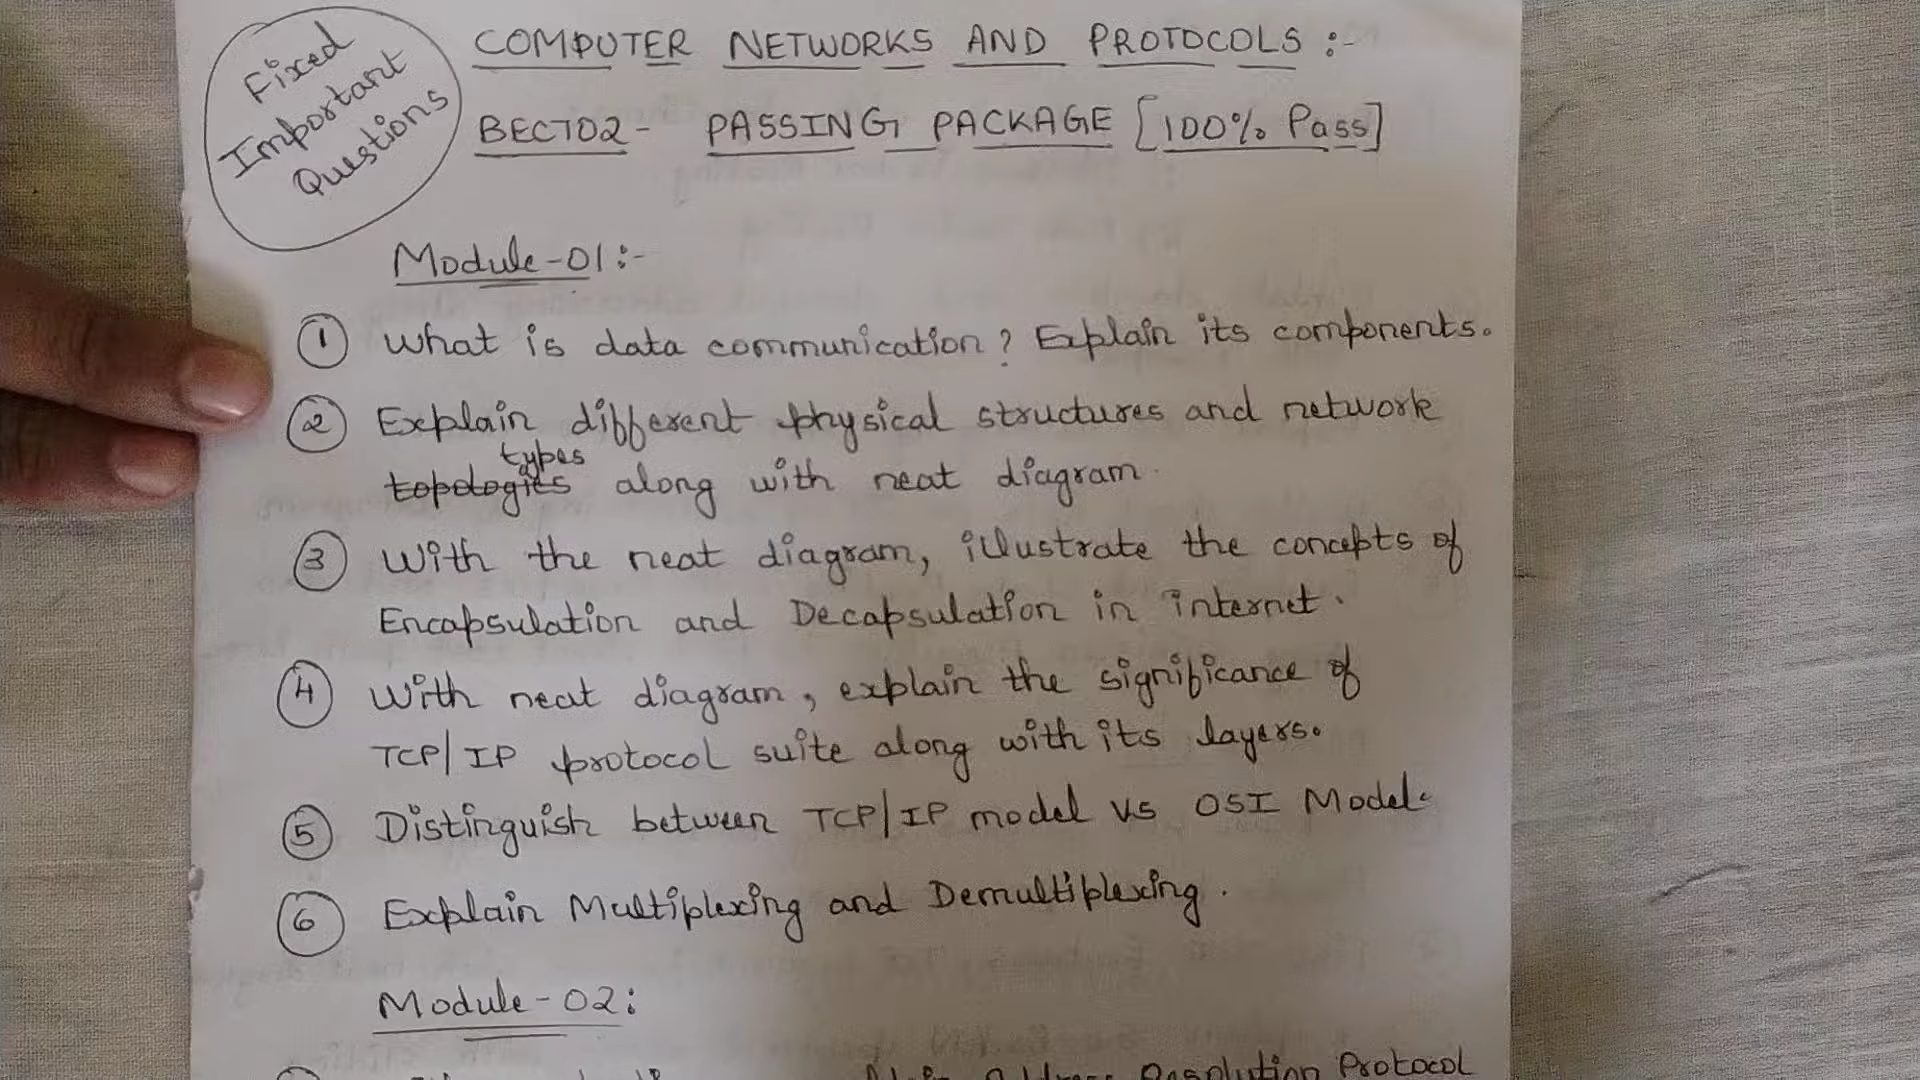 Fixed
Important
Questions
COMPUTER NETWORKS AND PROTOCOLS :-
BEC702 - PASSING PACKAGE [100% Pass]
Module-01:-
① What is data communication? Explain its components.
② Explain different physical structures and network
types
topologies along with neat diagram.
③ With the neat diagram, illustrate the concepts of
Encapsulation and Decapsulation in internet.
④ With neat diagram, explain the significance of
TCP/IP protocol suite along with its layers.
⑤ Distinguish between TCP/IP model vs OSI Model.
⑥ Explain Multiplexing and Demultiplexing.
Module-02:
Resolution Protocol